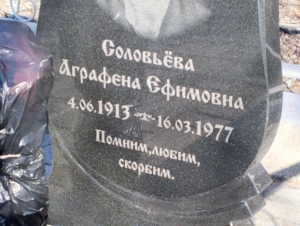 Соловьёва
Аграфена Ефимовна
4.06.1913 - 16.03.1977
Помним, любим,
скорбим.